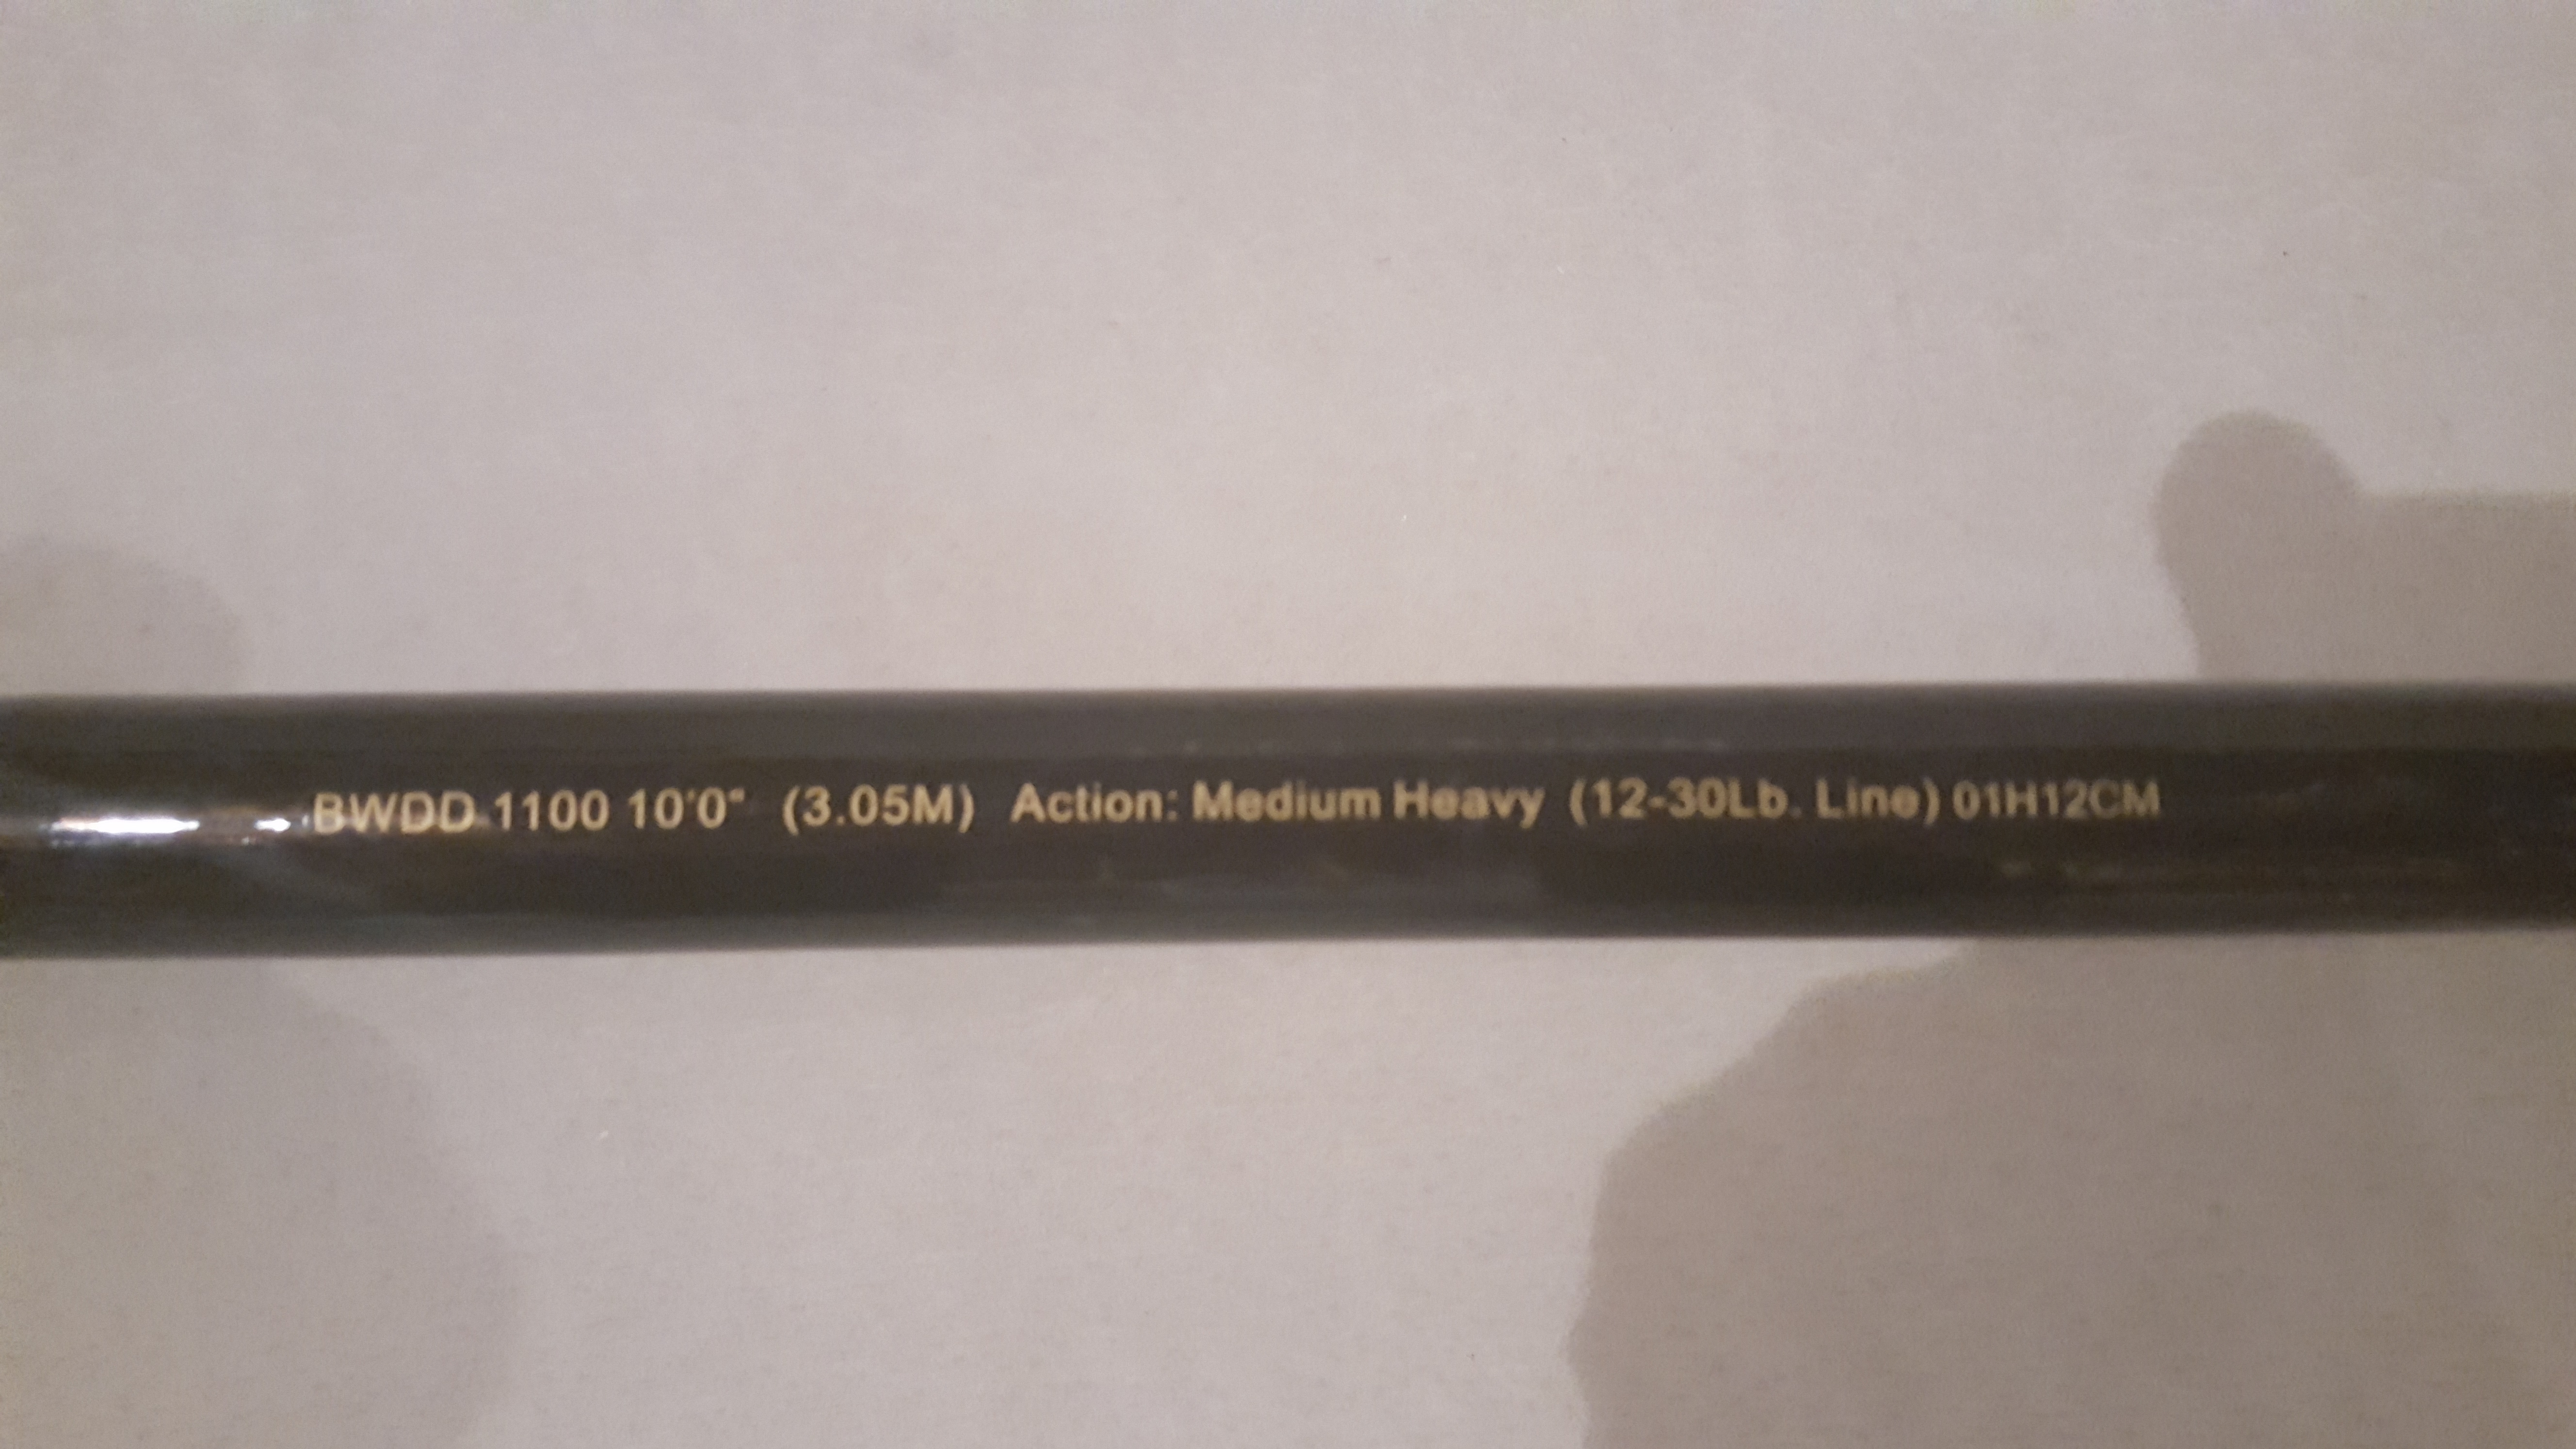 BWDD 1100 10'0" (3.05M) Action: Medium Heavy (12-30Lb. Line) 01H12CM